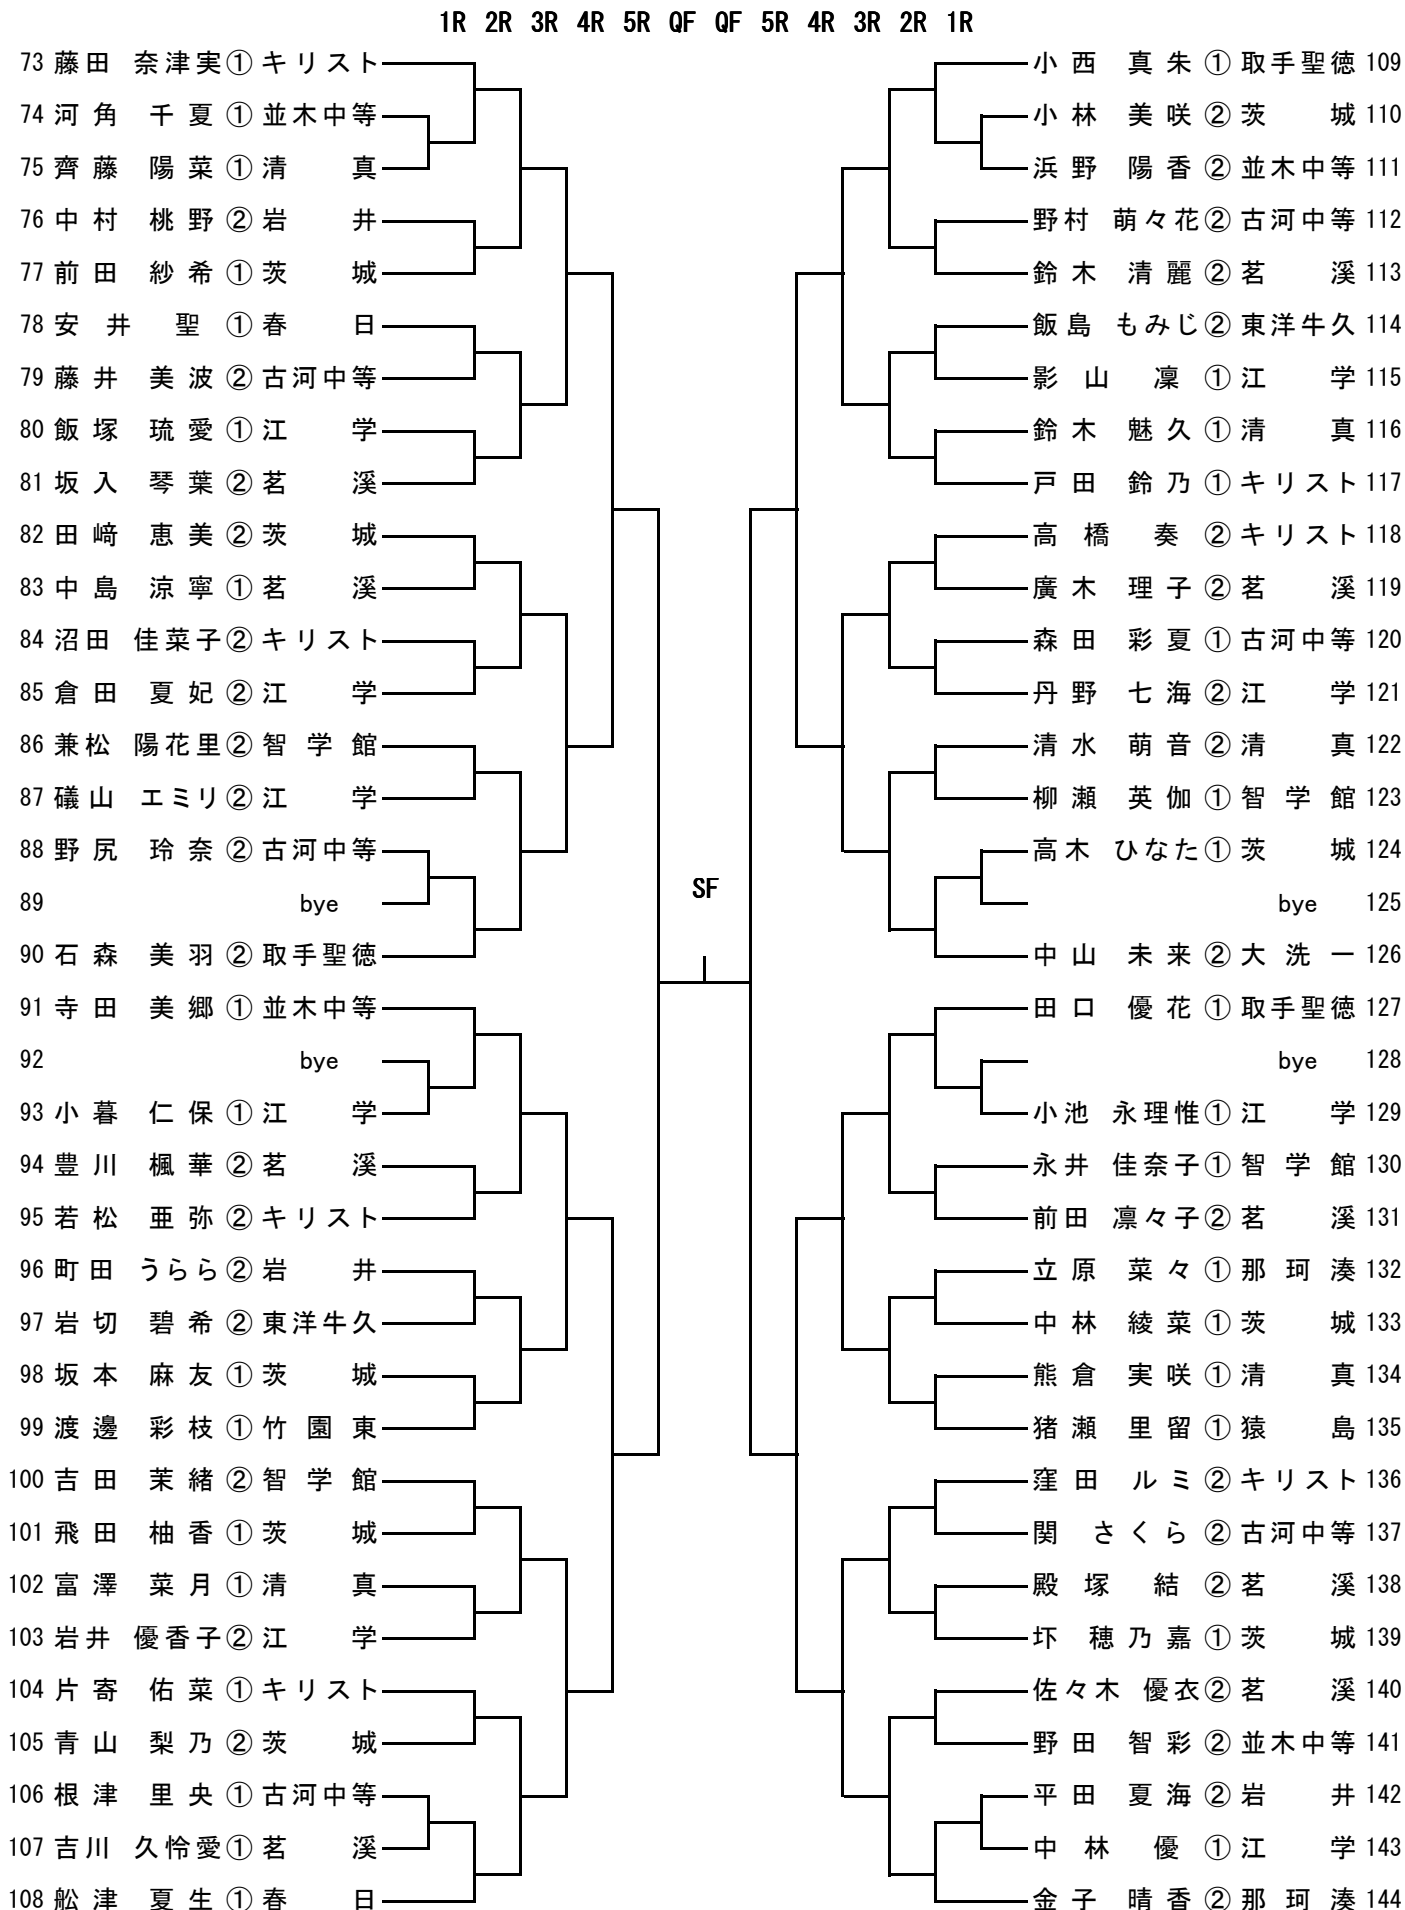 1R 2R 3R 4R 5R QF QF 5R 4R 3R 2R 1R
73 藤田 奈津実 ① キリスト
74 河角 千夏 ① 並木中等
75 齊藤 陽菜 ① 清真
76 中村 桃野 ② 岩井
77 前田 紗希 ① 茨城
78 安井 聖 ① 春日
79 藤井 美波 ② 古河中等
80 飯塚 琉愛 ① 江学
81 坂入 琴葉 ② 茗溪
82 田﨑 恵美 ② 茨城
83 中島 涼寧 ① 茗溪
84 沼田 佳菜子 ② キリスト
85 倉田 夏妃 ② 江学
86 兼松 陽花里 ② 智学館
87 礒山 エミリ ② 江学
88 野尻 玲奈 ② 古河中等
89 bye
90 石森 美羽 ② 取手聖徳
91 寺田 美郷 ① 並木中等
92 bye
93 小暮 仁保 ① 江学
94 豊川 楓華 ② 茗溪
95 若松 亜弥 ② キリスト
96 町田 うらら ② 岩井
97 岩切 碧希 ② 東洋牛久
98 坂本 麻友 ① 茨城
99 渡邊 彩枝 ① 竹園東
100 吉田 茉緒 ② 智学館
101 飛田 柚香 ① 茨城
102 富澤 菜月 ① 清真
103 岩井 優香子 ② 江学
104 片寄 佑菜 ① キリスト
105 青山 梨乃 ② 茨城
106 根津 里央 ① 古河中等
107 吉川 久怜愛 ① 茗溪
108 舩津 夏生 ① 春日
SF
小西 真朱 ① 取手聖徳 109
小林 美咲 ② 茨城 110
浜野 陽香 ② 並木中等 111
野村 萌々花 ② 古河中等 112
鈴木 清麗 ② 茗溪 113
飯島 もみじ ② 東洋牛久 114
影山 凜 ① 江学 115
鈴木 魅久 ① 清真 116
戸田 鈴乃 ① キリスト 117
高橋 奏 ② キリスト 118
廣木 理子 ② 茗溪 119
森田 彩夏 ① 古河中等 120
丹野 七海 ② 江学 121
清水 萌音 ② 清真 122
柳瀬 英伽 ① 智学館 123
高木 ひなた ① 茨城 124
bye 125
中山 未来 ② 大洗一 126
田口 優花 ① 取手聖徳 127
bye 128
小池 永理惟 ① 江学 129
永井 佳奈子 ① 智学館 130
前田 凛々子 ② 茗溪 131
立原 菜々 ① 那珂湊 132
中林 綾菜 ① 茨城 133
熊倉 実咲 ① 清真 134
猪瀬 里留 ① 猿島 135
窪田 ルミ ② キリスト 136
関 さくら ② 古河中等 137
殿塚 結 ② 茗溪 138
圷 穂乃嘉 ① 茨城 139
佐々木 優衣 ② 茗溪 140
野田 智彩 ② 並木中等 141
平田 夏海 ② 岩井 142
中林 優 ① 江学 143
金子 晴香 ② 那珂湊 144